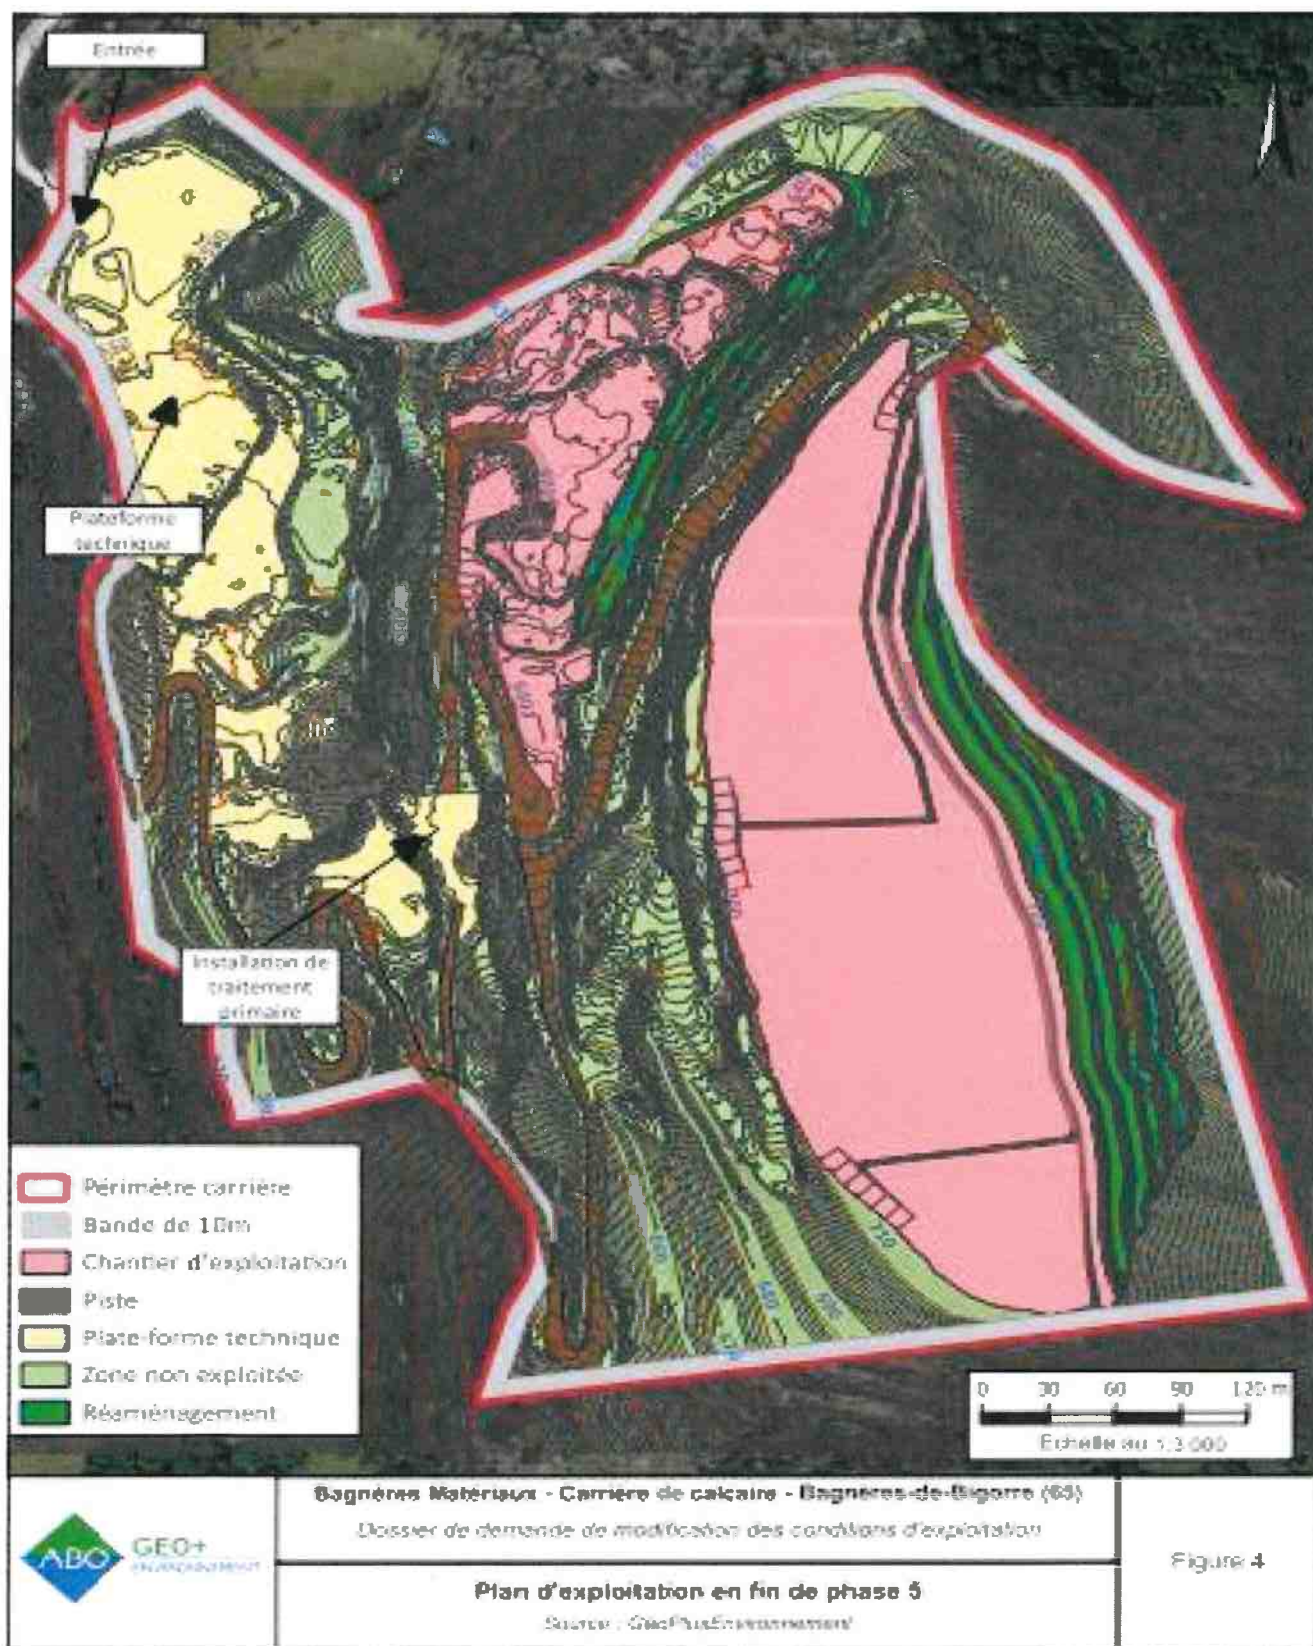 Entrée
Plateforme
technique
Installation de
traitement
primaire
Périmètre carrière
Bande de 10m
Chantier d'exploitation
Piste
Plate-forme technique
Zone non exploitée
Réaménagement
0 30 60 90 120 m
Echelle au 1:3 000
Bagnères Matériaux - Carrière de calcaire - Bagnères-de-Bigorre (65)
Dossier de demande de modification des conditions d'exploitation
Plan d'exploitation en fin de phase 5
Source : GéoPlusEnvironnement
Figure 4
ABO
GEO+
ENVIRONNEMENT